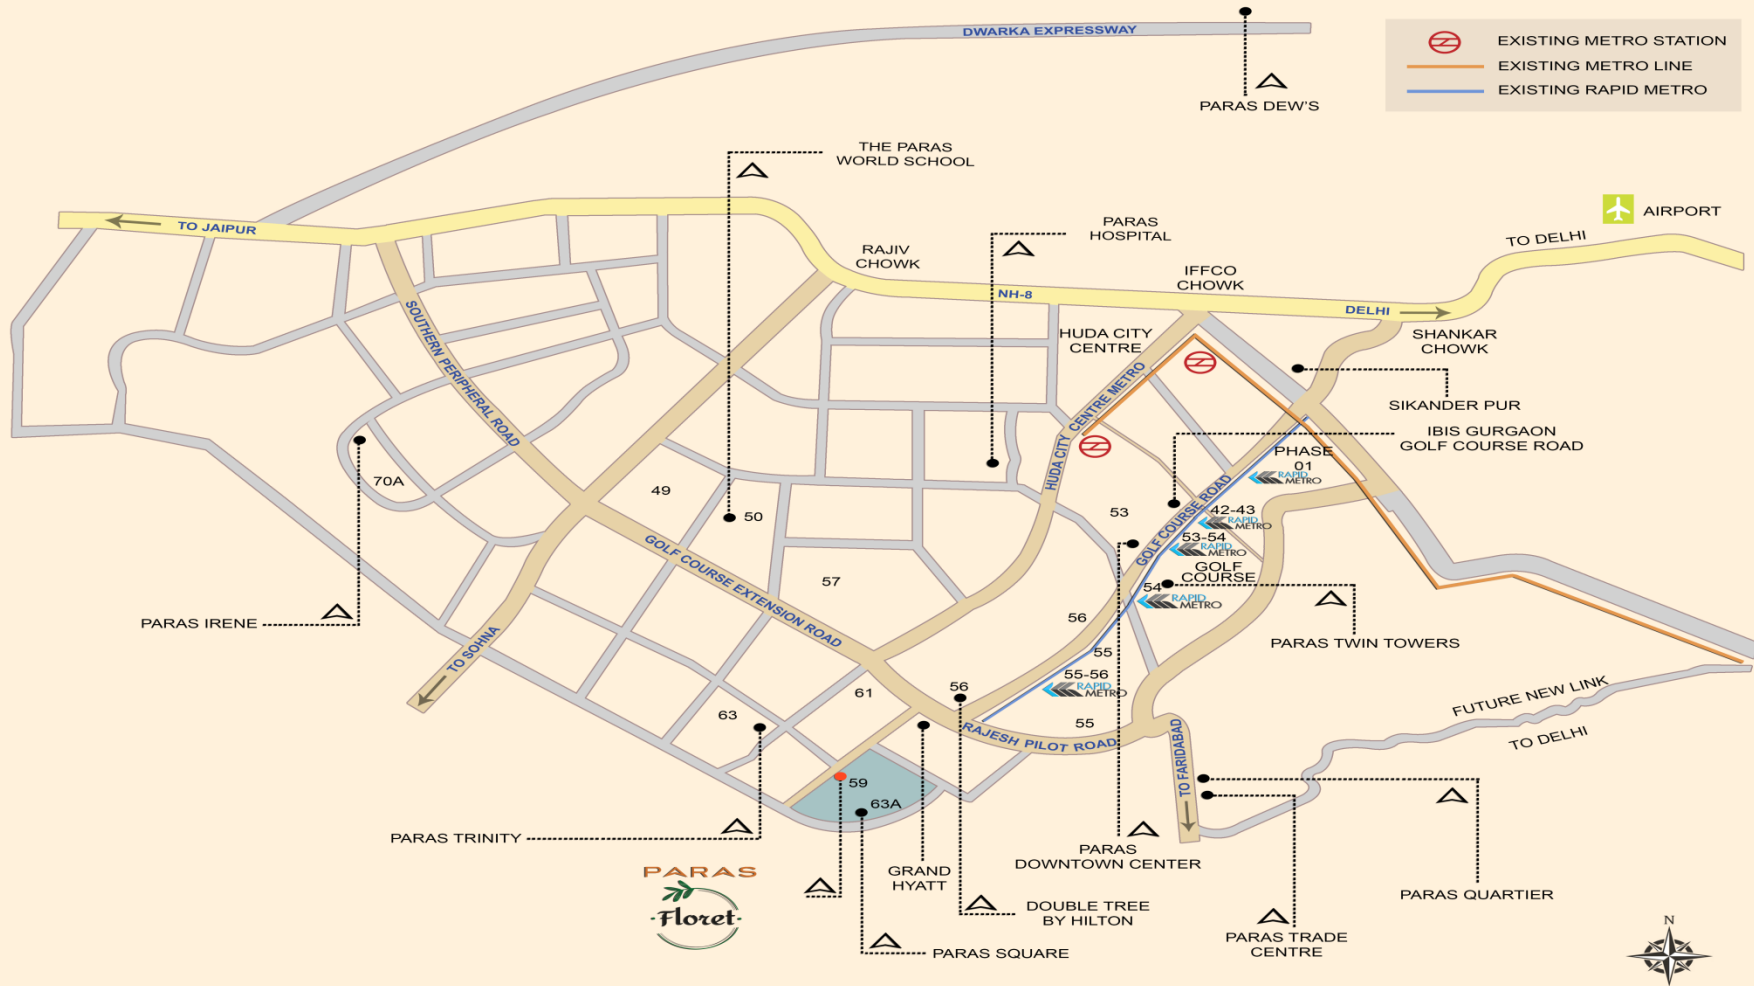 DWARKA EXPRESSWAY
EXISTING METRO STATION
EXISTING METRO LINE
EXISTING RAPID METRO
PARAS DEW'S
THE PARAS
WORLD SCHOOL
TO JAIPUR
PARAS
HOSPITAL
AIRPORT
TO DELHI
RAJIV
CHOWK
IFFCO
CHOWK
NH-8
DELHI
SOUTHERN PERIPHERAL ROAD
HUDA CITY
CENTRE
SHANKAR
CHOWK
HUDA CITY CENTRE METRO
SIKANDER PUR
IBIS GURGAON
GOLF COURSE ROAD
PHASE
01
RAPID
METRO
70A
49
50
53
GOLF COURSE ROAD
42-43
RAPID
METRO
53-54
RAPID
METRO
GOLF
COURSE
54
RAPID
METRO
GOLF COURSE EXTENSION ROAD
57
56
PARAS IRENE
TO SOHNA
PARAS TWIN TOWERS
55
55-56
RAPID
METRO
61
56
63
55
RAJESH PILOT ROAD
FUTURE NEW LINK
TO DELHI
TO FARIDABAD
59
63A
PARAS TRINITY
PARAS
Floret
GRAND
HYATT
PARAS
DOWNTOWN CENTER
DOUBLE TREE
BY HILTON
PARAS SQUARE
PARAS QUARTIER
PARAS TRADE
CENTRE
N